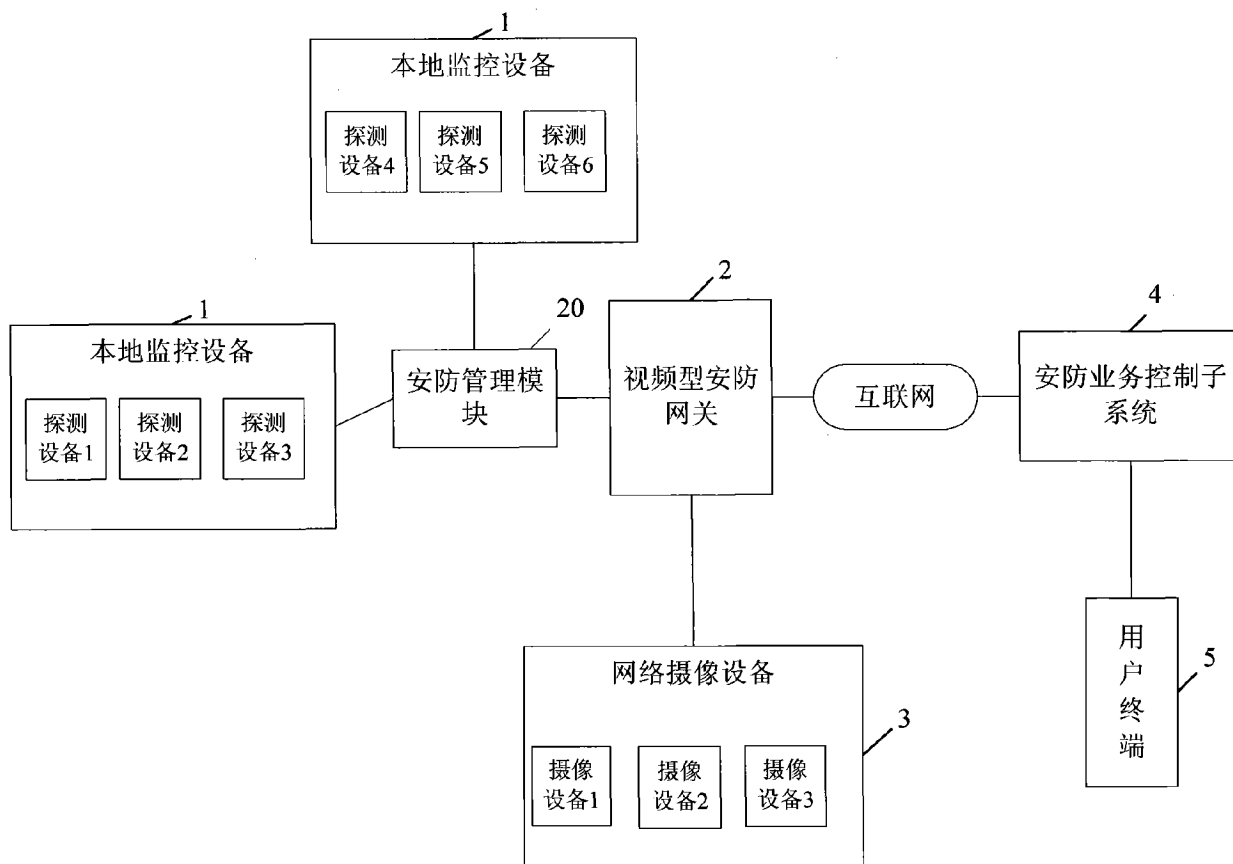 1
本地监控设备
探测
设备4
探测
设备5
探测
设备6
1
本地监控设备
探测
设备1
探测
设备2
探测
设备3
20
安防管理模
块
2
视频型安防
网关
互联网
4
安防业务控制子
系统
网络摄像设备
3
摄像
设备1
摄像
设备2
摄像
设备3
用
户
终
端
5